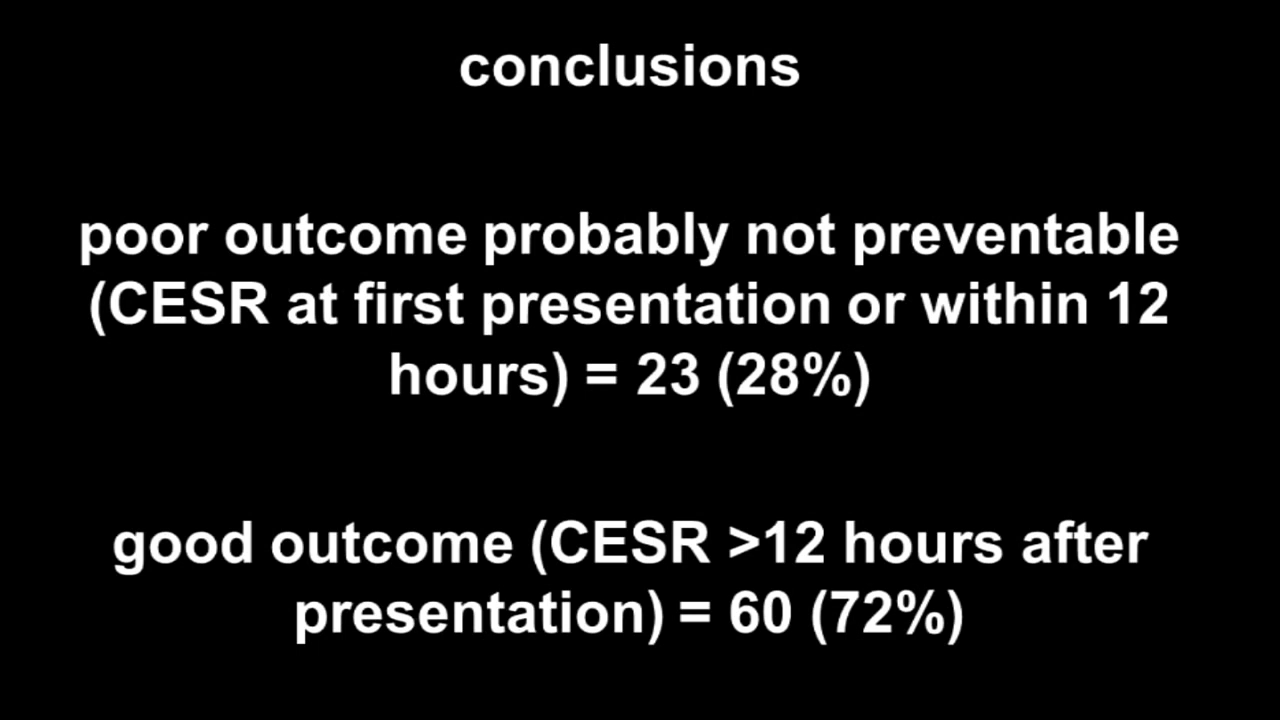 conclusions
poor outcome probably not preventable
(CESR at first presentation or within 12
hours) = 23 (28%)
good outcome (CESR >12 hours after
presentation) = 60 (72%)